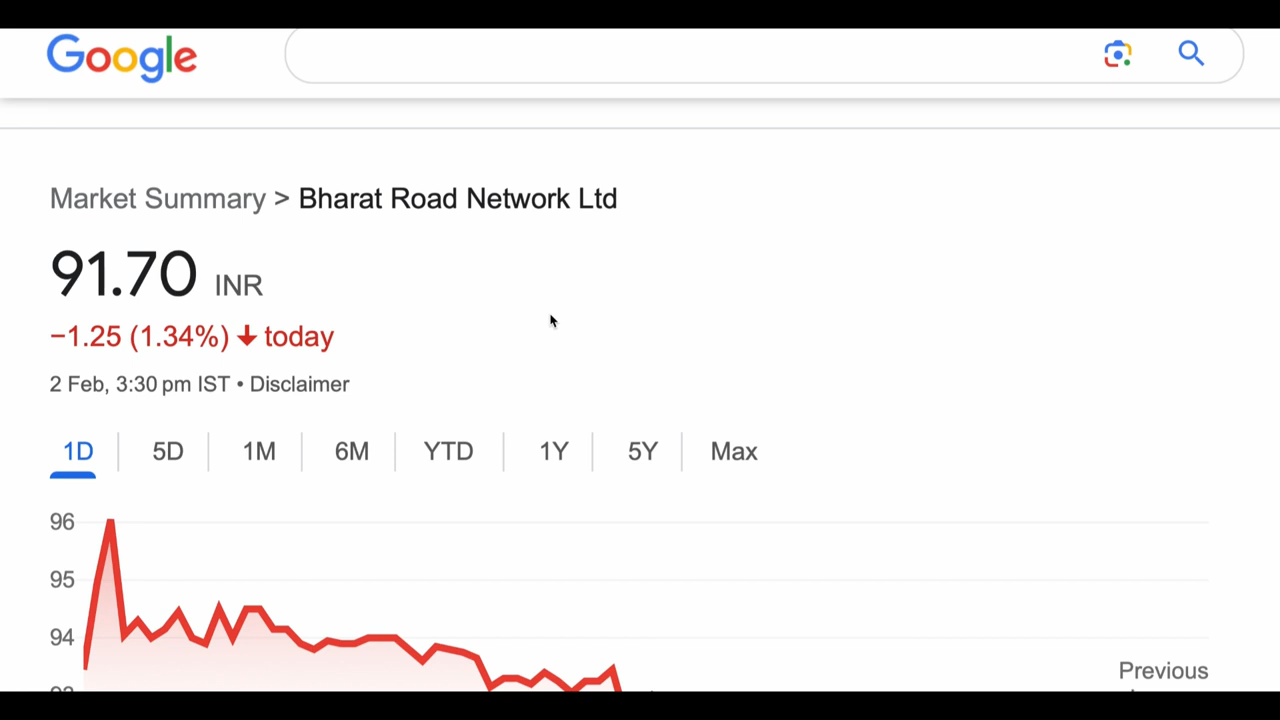 Google
Market Summary > Bharat Road Network Ltd
91.70 INR
−1.25 (1.34%) ↓ today
2 Feb, 3:30 pm IST • Disclaimer
1D 5D 1M 6M YTD 1Y 5Y Max
96
95
94
Previous